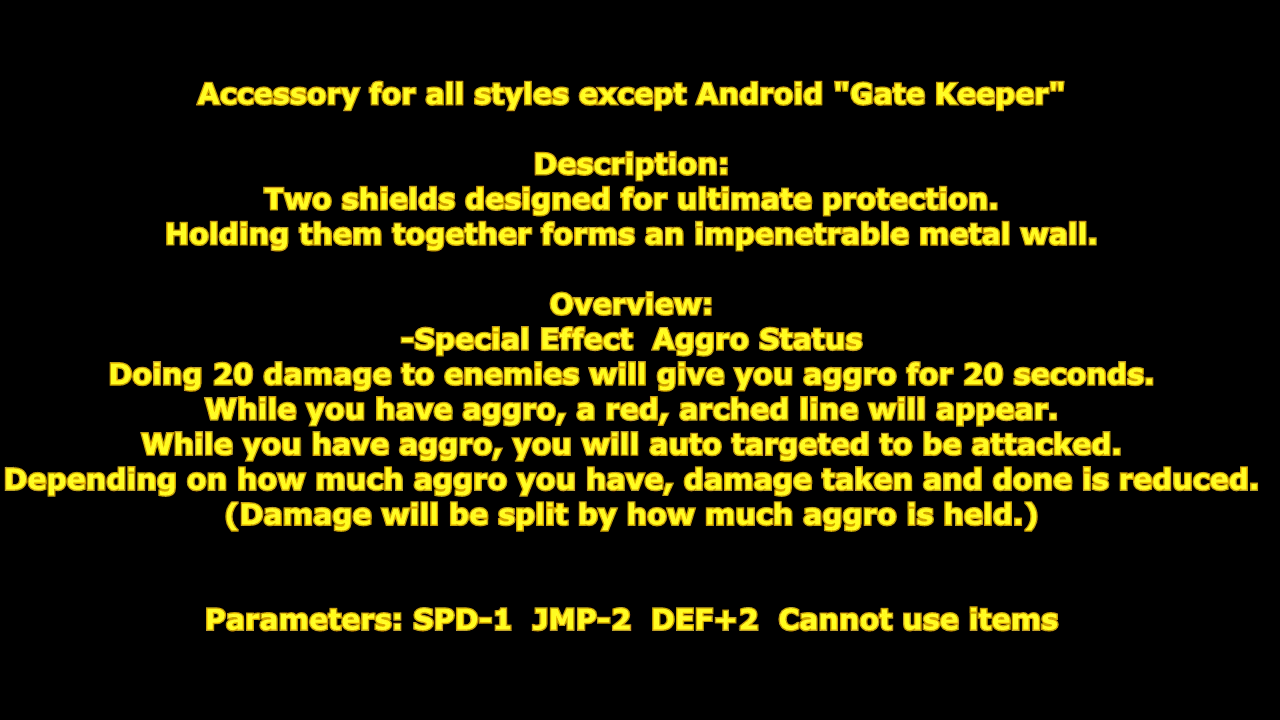 Accessory for all styles except Android "Gate Keeper"
Description:
Two shields designed for ultimate protection.
Holding them together forms an impenetrable metal wall.
Overview:
-Special Effect  Aggro Status
Doing 20 damage to enemies will give you aggro for 20 seconds.
While you have aggro, a red, arched line will appear.
While you have aggro, you will auto targeted to be attacked.
Depending on how much aggro you have, damage taken and done is reduced.
(Damage will be split by how much aggro is held.)
Parameters: SPD-1  JMP-2  DEF+2  Cannot use items